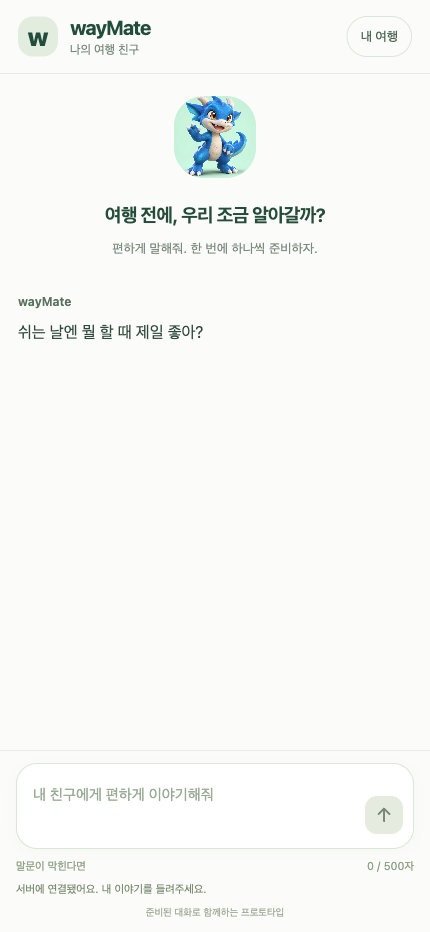 w
wayMate
나의 여행 친구
내 여행
여행 전에, 우리 조금 알아갈까?
편하게 말해줘. 한 번에 하나씩 준비하자.
wayMate
쉬는 날엔 뭘 할 때 제일 좋아?
내 친구에게 편하게 이야기해줘
말문이 막힌다면
0 / 500자
서버에 연결됐어요. 내 이야기를 들려주세요.
준비된 대화로 함께하는 프로토타입